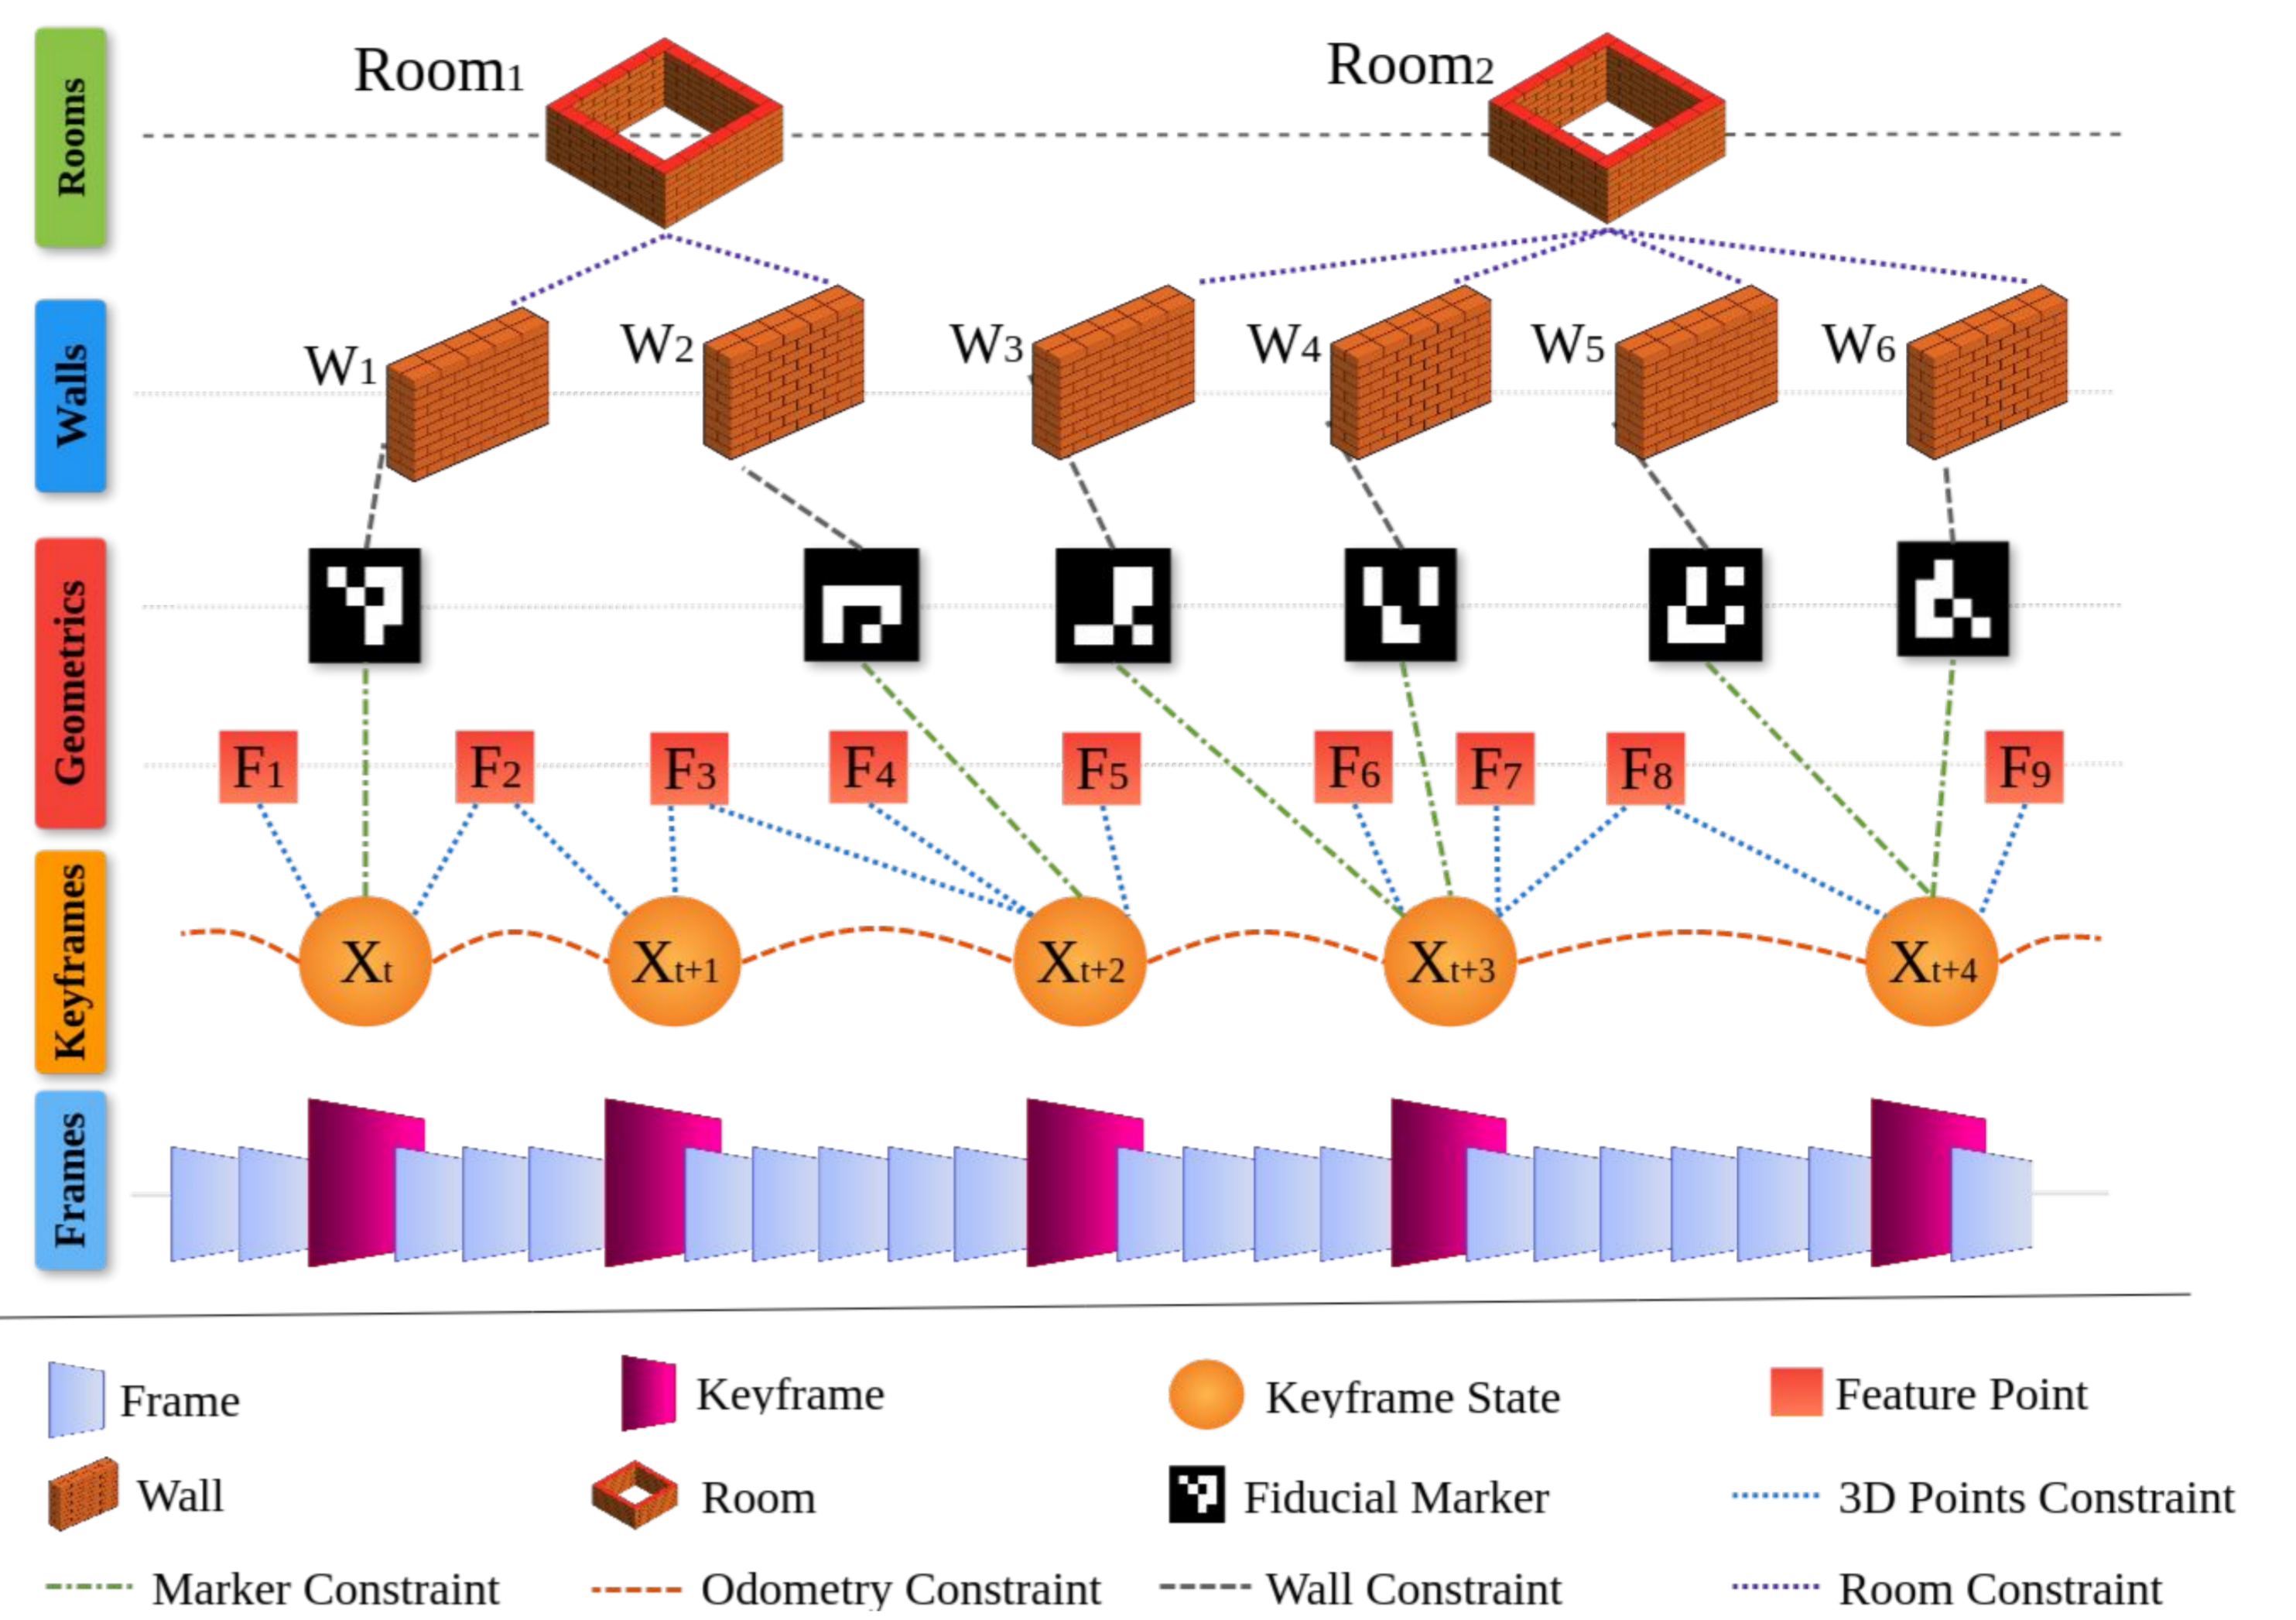 Rooms
Room1
Room2
Walls
W1
W2
W3
W4
W5
W6
Geometrics
F1
F2
F3
F4
F5
F6
F7
F8
F9
Keyframes
Xt
Xt+1
Xt+2
Xt+3
Xt+4
Frames
Frame
Keyframe
Keyframe State
Feature Point
Wall
Room
Fiducial Marker
3D Points Constraint
Marker Constraint
Odometry Constraint
Wall Constraint
Room Constraint